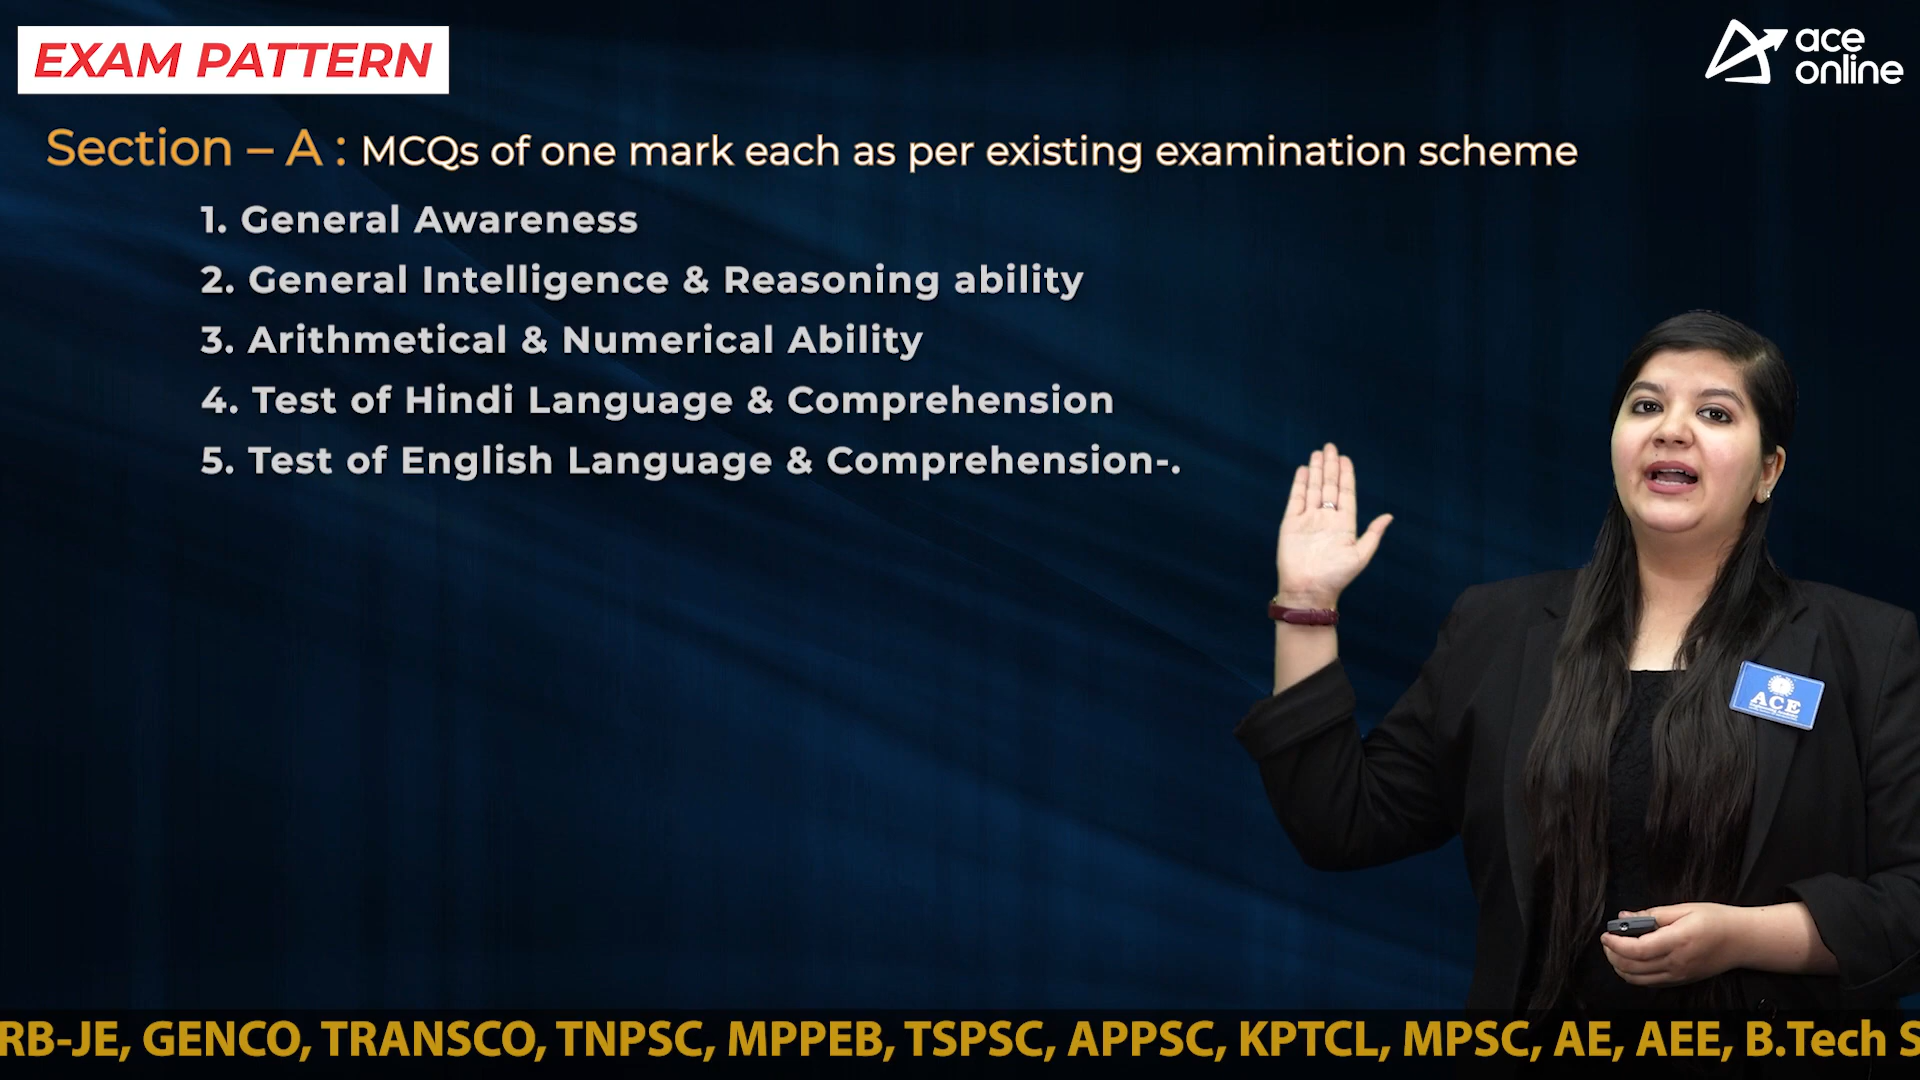 EXAM PATTERN
ace
online
Section – A : MCQs of one mark each as per existing examination scheme
1. General Awareness
2. General Intelligence & Reasoning ability
3. Arithmetical & Numerical Ability
4. Test of Hindi Language & Comprehension
5. Test of English Language & Comprehension-.
ACE
RB-JE, GENCO, TRANSCO, TNPSC, MPPEB, TSPSC, APPSC, KPTCL, MPSC, AE, AEE, B.Tech S